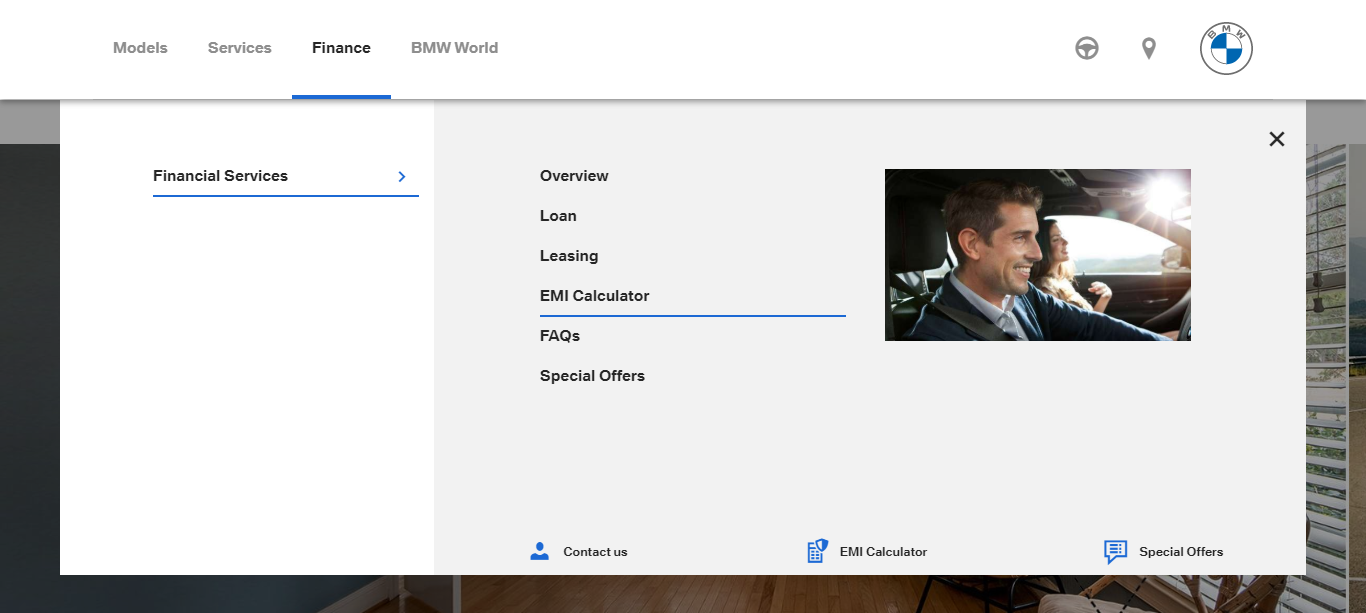 Models Services Finance BMW World
BMW
Financial Services
Overview
Loan
Leasing
EMI Calculator
FAQs
Special Offers
Contact us EMI Calculator Special Offers